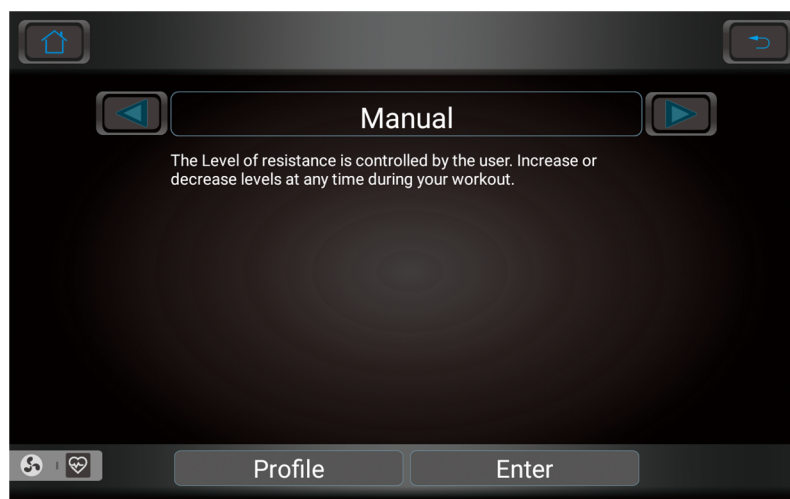 Manual
The Level of resistance is controlled by the user. Increase or
decrease levels at any time during your workout.
Profile
Enter